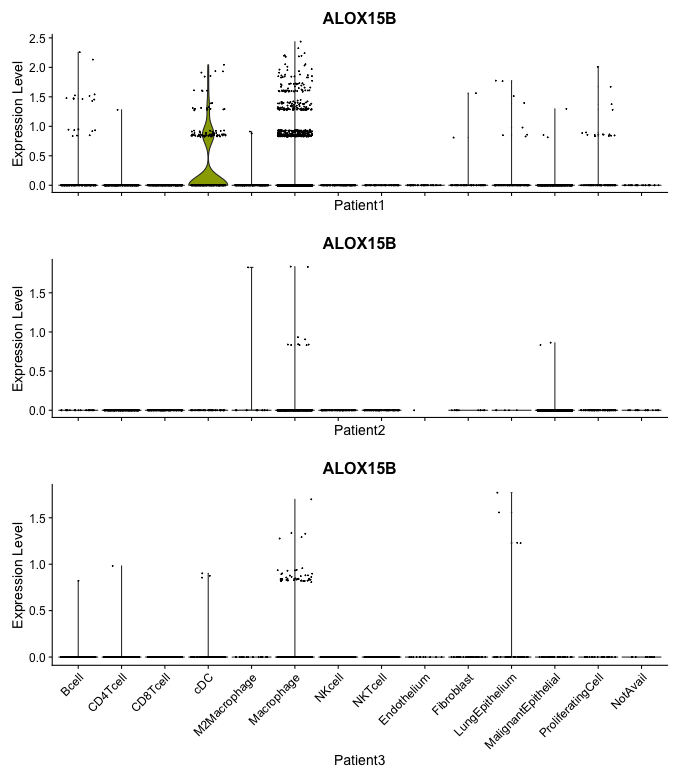 ALOX15B
Expression Level
2.5
2.0
1.5
1.0
0.5
0.0
Patient1
ALOX15B
Expression Level
1.5
1.0
0.5
0.0
Patient2
ALOX15B
Expression Level
1.5
1.0
0.5
0.0
Bcell
CD4Tcell
CD8Tcell
cDC
M2Macrophage
Macrophage
NKcell
NKTcell
Endothelium
Fibroblast
LungEpithelium
MalignantEpithelial
ProliferatingCell
NotAvail
Patient3